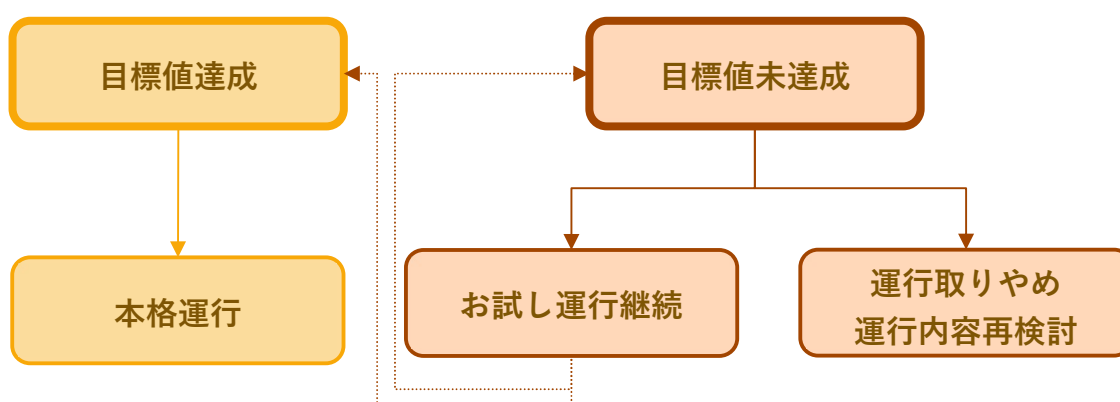 目標値達成
目標値未達成
本格運行
お試し運行継続
運行取りやめ
運行内容再検討